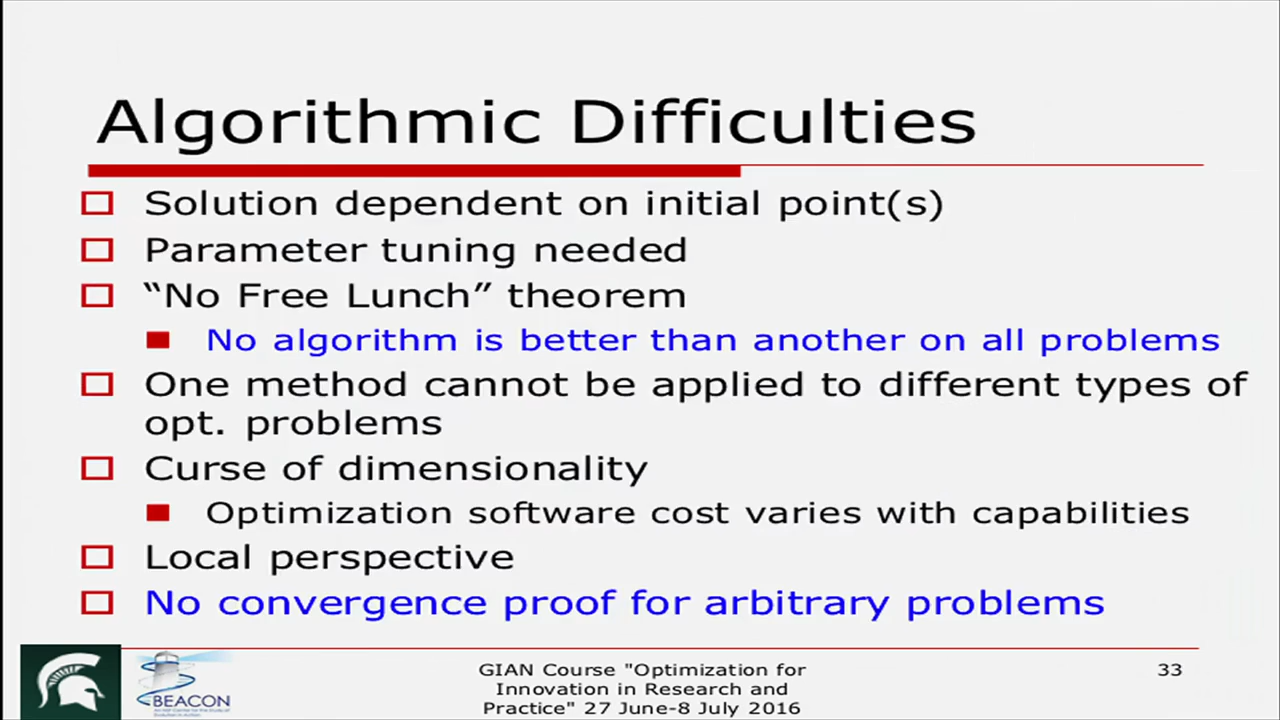 Algorithmic Difficulties
Solution dependent on initial point(s)
Parameter tuning needed
“No Free Lunch” theorem
No algorithm is better than another on all problems
One method cannot be applied to different types of
opt. problems
Curse of dimensionality
Optimization software cost varies with capabilities
Local perspective
No convergence proof for arbitrary problems
BEACON
GIAN Course "Optimization for
Innovation in Research and
Practice" 27 June-8 July 2016
33